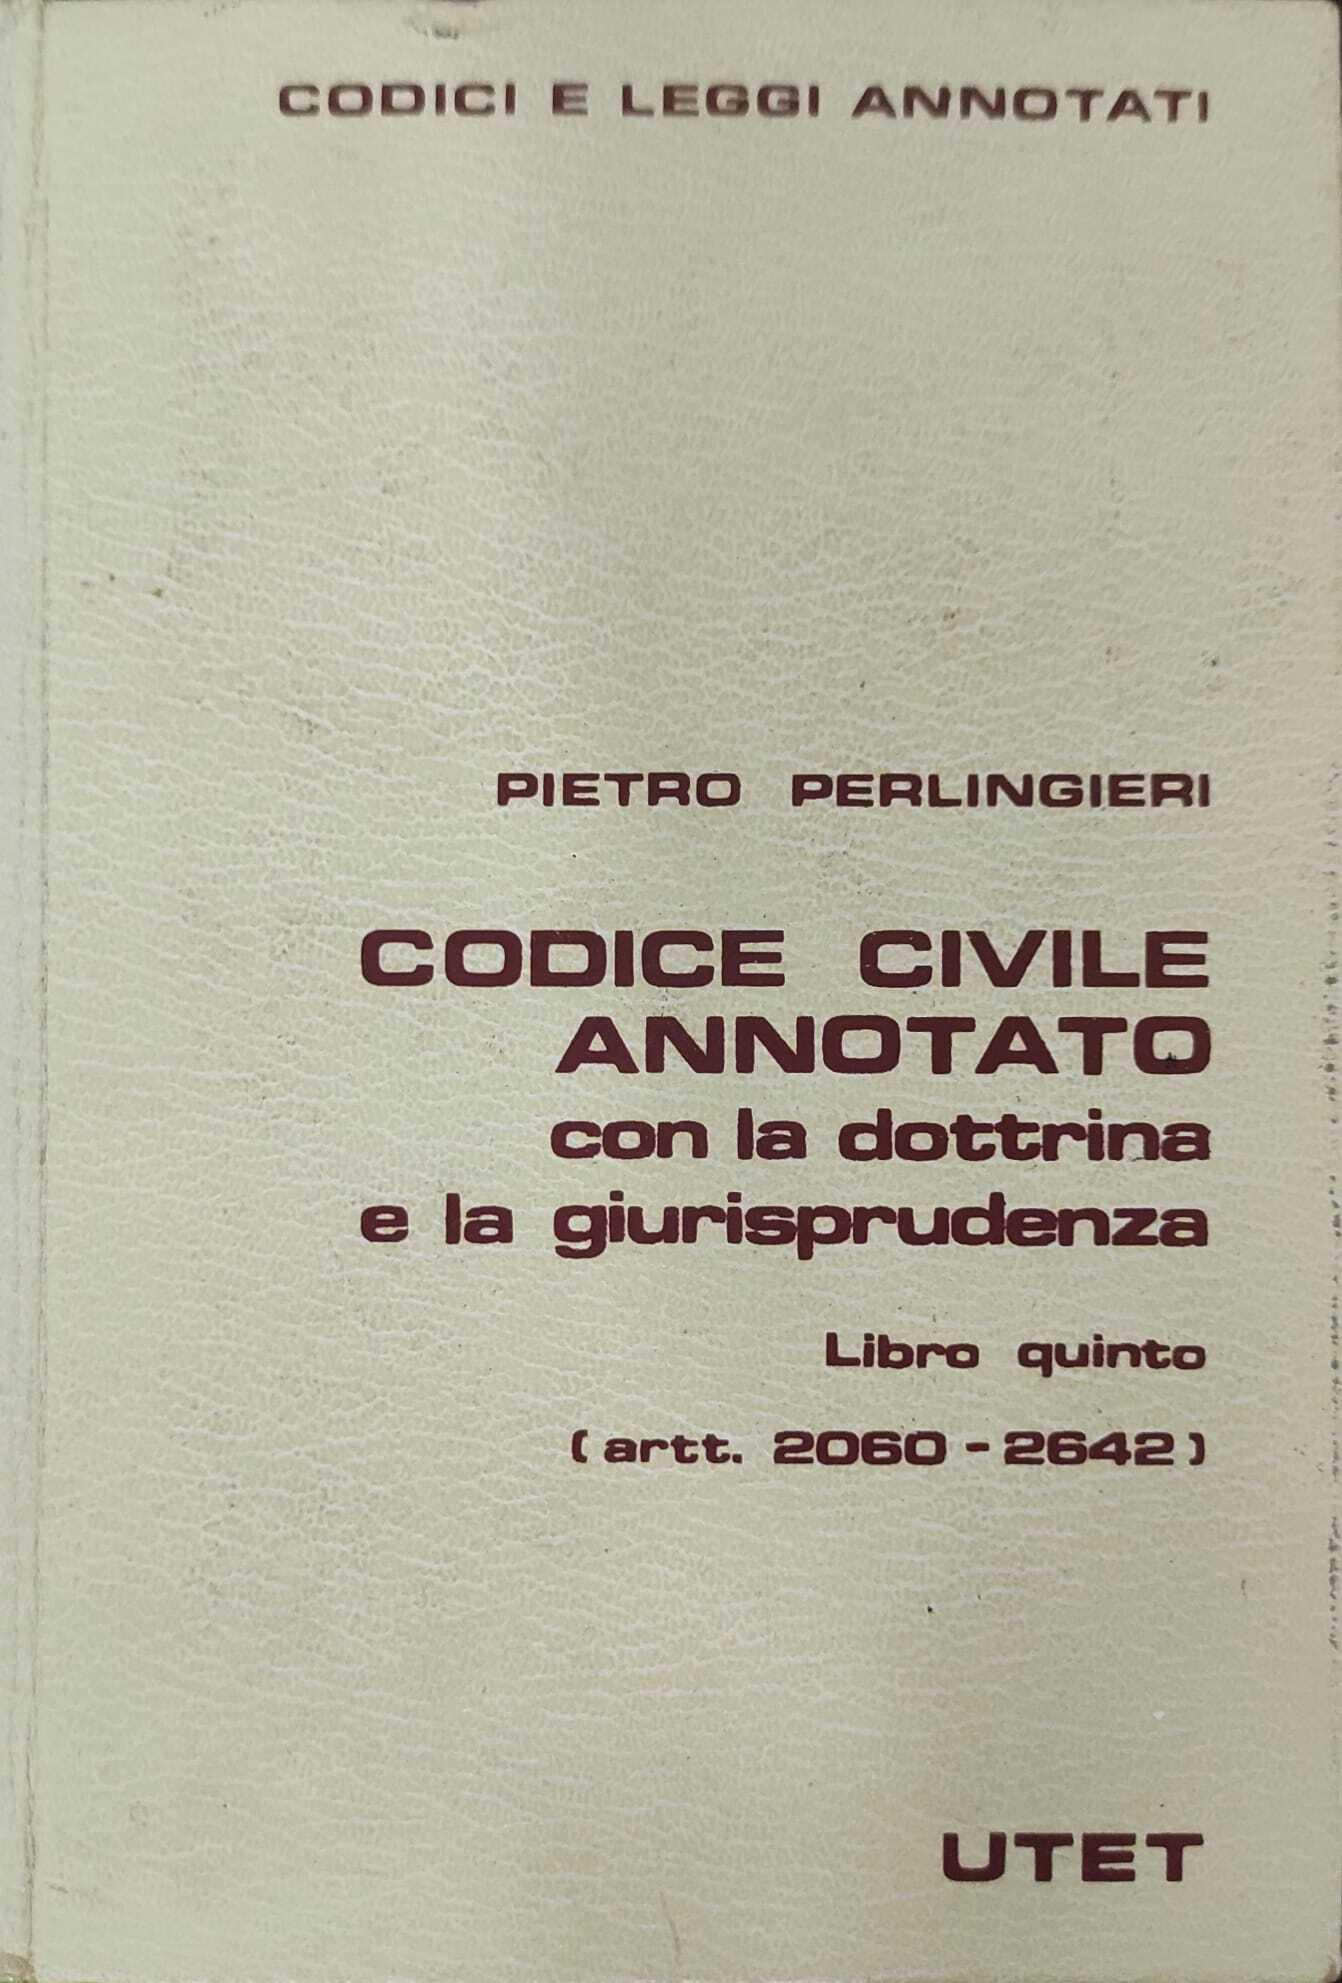 CODICI E LEGGI ANNOTATI
PIETRO PERLINGIERI
CODICE CIVILE
ANNOTATO
con la dottrina
e la giurisprudenza
Libro quinto
(artt. 2060 - 2642)
UTET